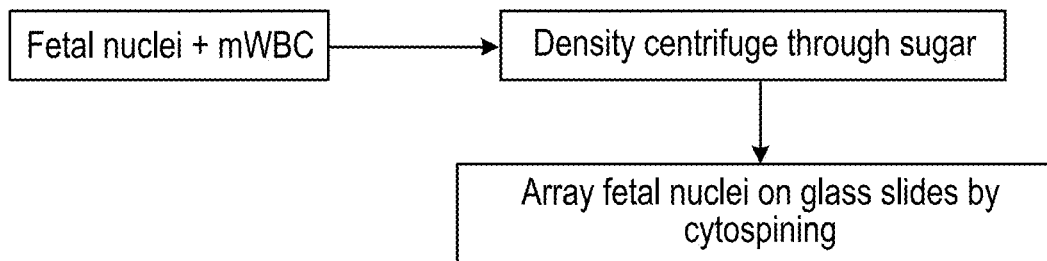 Fetal nuclei + mWBC
Density centrifuge through sugar
Array fetal nuclei on glass slides by
cytospining